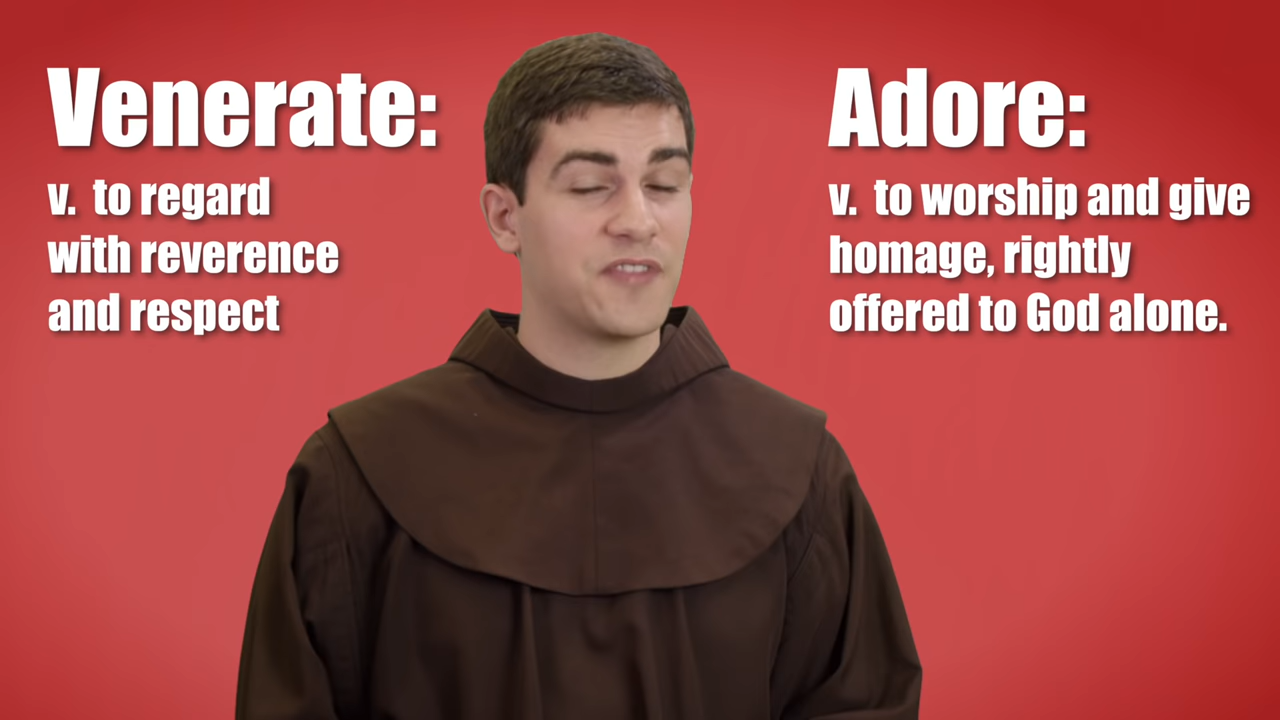 Venerate:
v. to regard
with reverence
and respect
Adore:
v. to worship and give
homage, rightly
offered to God alone.